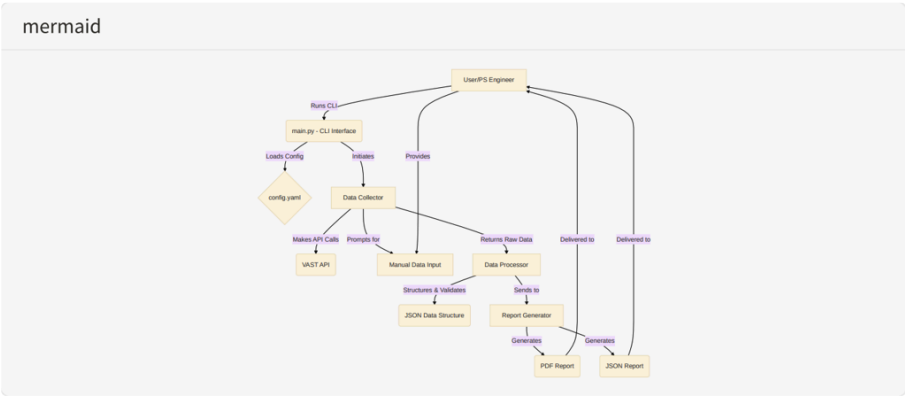 mermaid
User/PS Engineer
Runs CLI
main.py - CLI Interface
Loads Config
Initiates
Provides
config.yaml
Data Collector
Makes API Calls
Prompts for
Returns Raw Data
Delivered to
Delivered to
VAST API
Manual Data Input
Data Processor
Structures & Validates
Sends to
JSON Data Structure
Report Generator
Generates
Generates
PDF Report
JSON Report